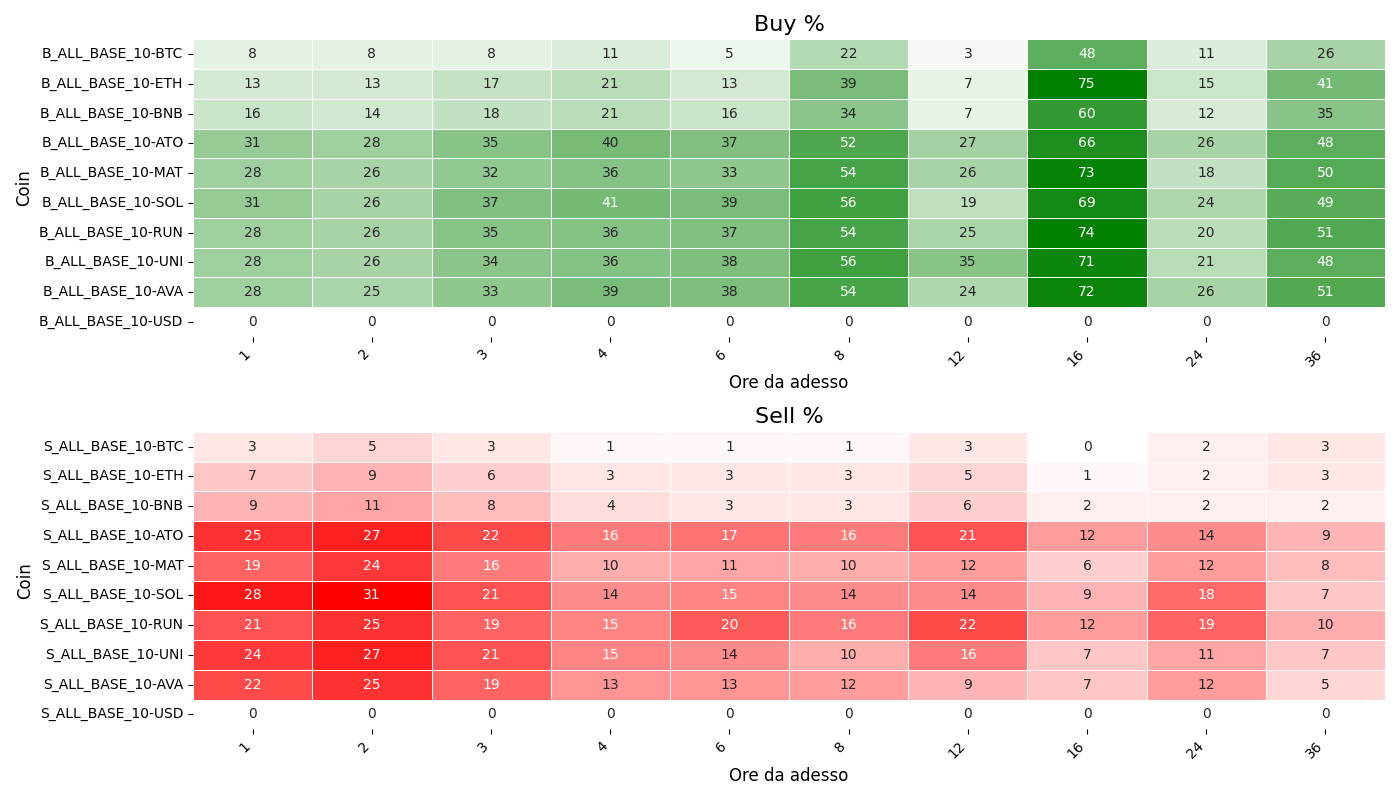 Buy %
Coin
B_ALL_BASE_10-BTC 8 8 8 11 5 22 3 48 11 26
B_ALL_BASE_10-ETH 13 13 17 21 13 39 7 75 15 41
B_ALL_BASE_10-BNB 16 14 18 21 16 34 7 60 12 35
B_ALL_BASE_10-ATO 31 28 35 40 37 52 27 66 26 48
B_ALL_BASE_10-MAT 28 26 32 36 33 54 26 73 18 50
B_ALL_BASE_10-SOL 31 26 37 41 39 56 19 69 24 49
B_ALL_BASE_10-RUN 28 26 35 36 37 54 25 74 20 51
B_ALL_BASE_10-UNI 28 26 34 36 38 56 35 71 21 48
B_ALL_BASE_10-AVA 28 25 33 39 38 54 24 72 26 51
B_ALL_BASE_10-USD 0 0 0 0 0 0 0 0 0 0
1 2 3 4 6 8 12 16 24 36
Ore da adesso
Sell %
Coin
S_ALL_BASE_10-BTC 3 5 3 1 1 1 3 0 2 3
S_ALL_BASE_10-ETH 7 9 6 3 3 3 5 1 2 3
S_ALL_BASE_10-BNB 9 11 8 4 3 3 6 2 2 2
S_ALL_BASE_10-ATO 25 27 22 16 17 16 21 12 14 9
S_ALL_BASE_10-MAT 19 24 16 10 11 10 12 6 12 8
S_ALL_BASE_10-SOL 28 31 21 14 15 14 14 9 18 7
S_ALL_BASE_10-RUN 21 25 19 15 20 16 22 12 19 10
S_ALL_BASE_10-UNI 24 27 21 15 14 10 16 7 11 7
S_ALL_BASE_10-AVA 22 25 19 13 13 12 9 7 12 5
S_ALL_BASE_10-USD 0 0 0 0 0 0 0 0 0 0
1 2 3 4 6 8 12 16 24 36
Ore da adesso